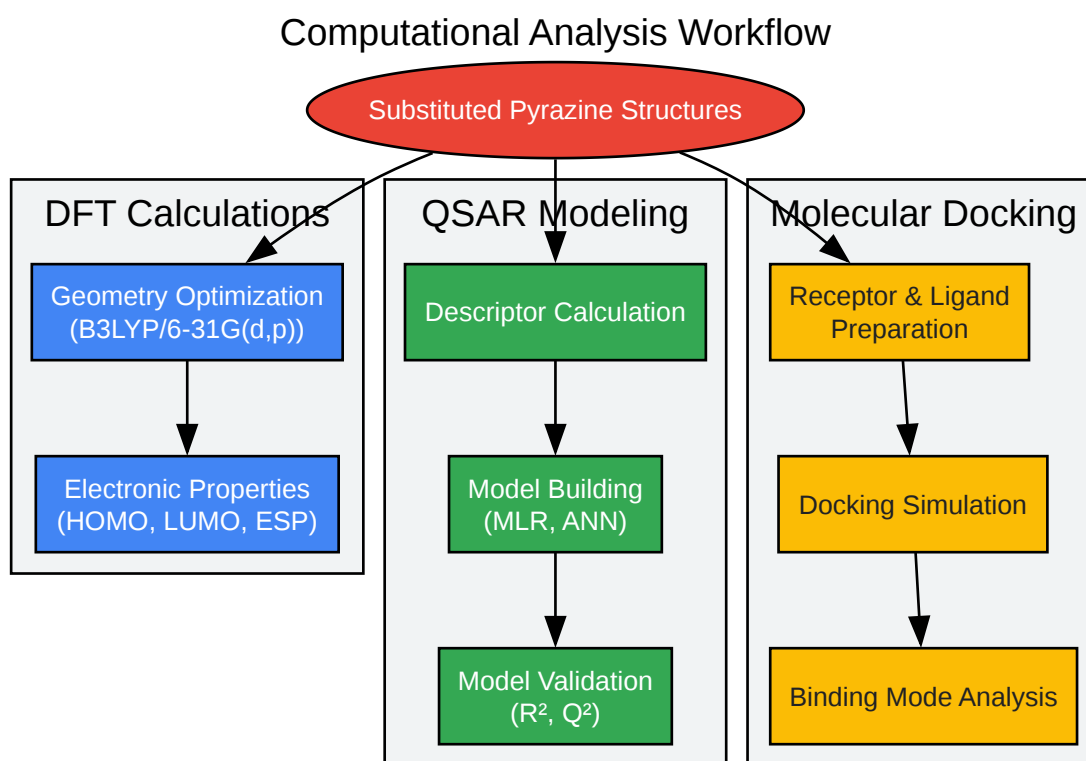 Computational Analysis Workflow
Substituted Pyrazine Structures
DFT Calculations
Geometry Optimization
(B3LYP/6-31G(d,p))
Electronic Properties
(HOMO, LUMO, ESP)
QSAR Modeling
Descriptor Calculation
Model Building
(MLR, ANN)
Model Validation
(R², Q²)
Molecular Docking
Receptor & Ligand
Preparation
Docking Simulation
Binding Mode Analysis